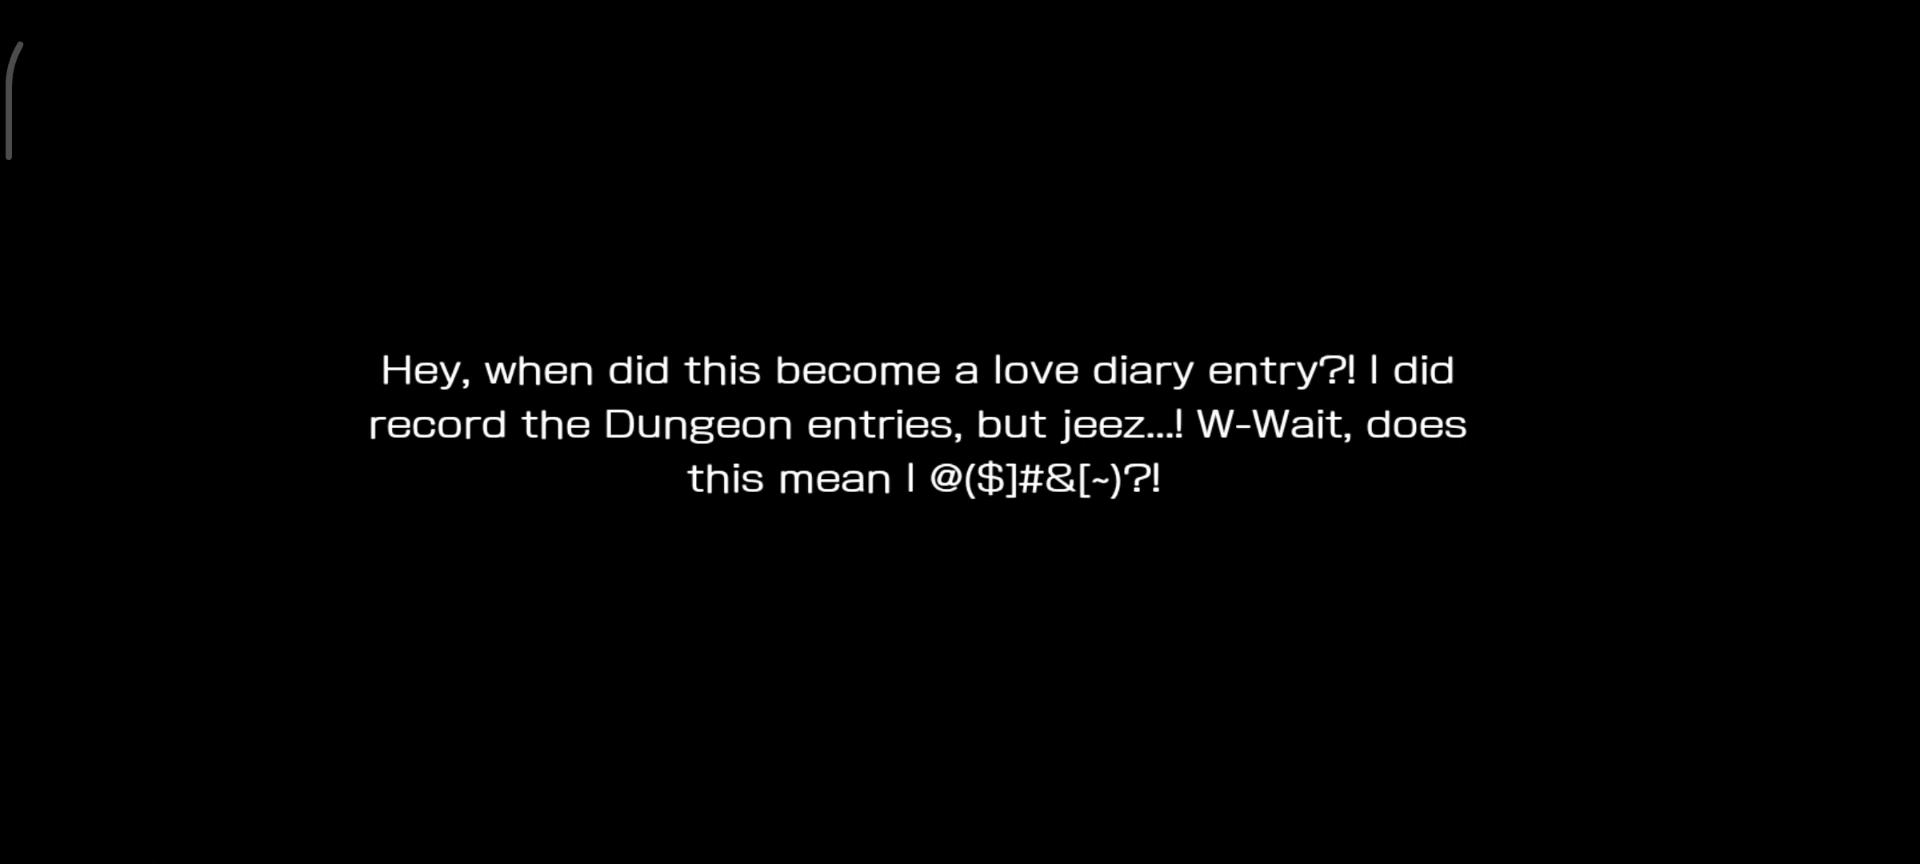 Hey, when did this become a love diary entry?! I did
record the Dungeon entries, but jeez...! W-Wait, does
this mean I @($]#&[~)?!